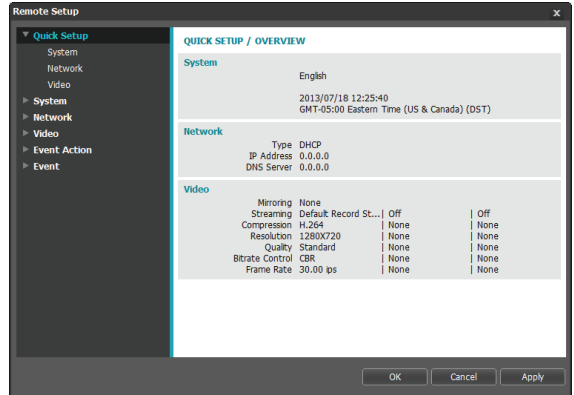 Remote Setup x
Quick Setup
System
Network
Video
System
Network
Video
Event Action
Event
QUICK SETUP / OVERVIEW
System
English
2013/07/18 12:25:40
GMT-05:00 Eastern Time (US & Canada) (DST)
Network
Type DHCP
IP Address 0.0.0.0
DNS Server 0.0.0.0
Video
Mirroring None
Streaming Default Record St...| Off | Off
Compression H.264 | None | None
Resolution 1280X720 | None | None
Quality Standard | None | None
Bitrate Control CBR | None | None
Frame Rate 30.00 ips | None | None
OK Cancel Apply